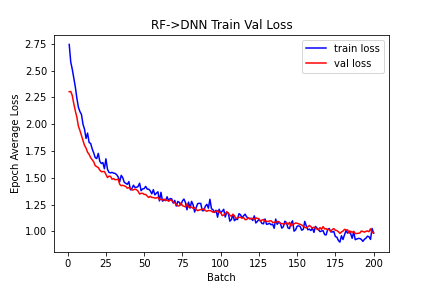 RF->DNN Train Val Loss
train loss
val loss
Epoch Average Loss
2.75
2.50
2.25
2.00
1.75
1.50
1.25
1.00
0 25 50 75 100 125 150 175 200
Batch